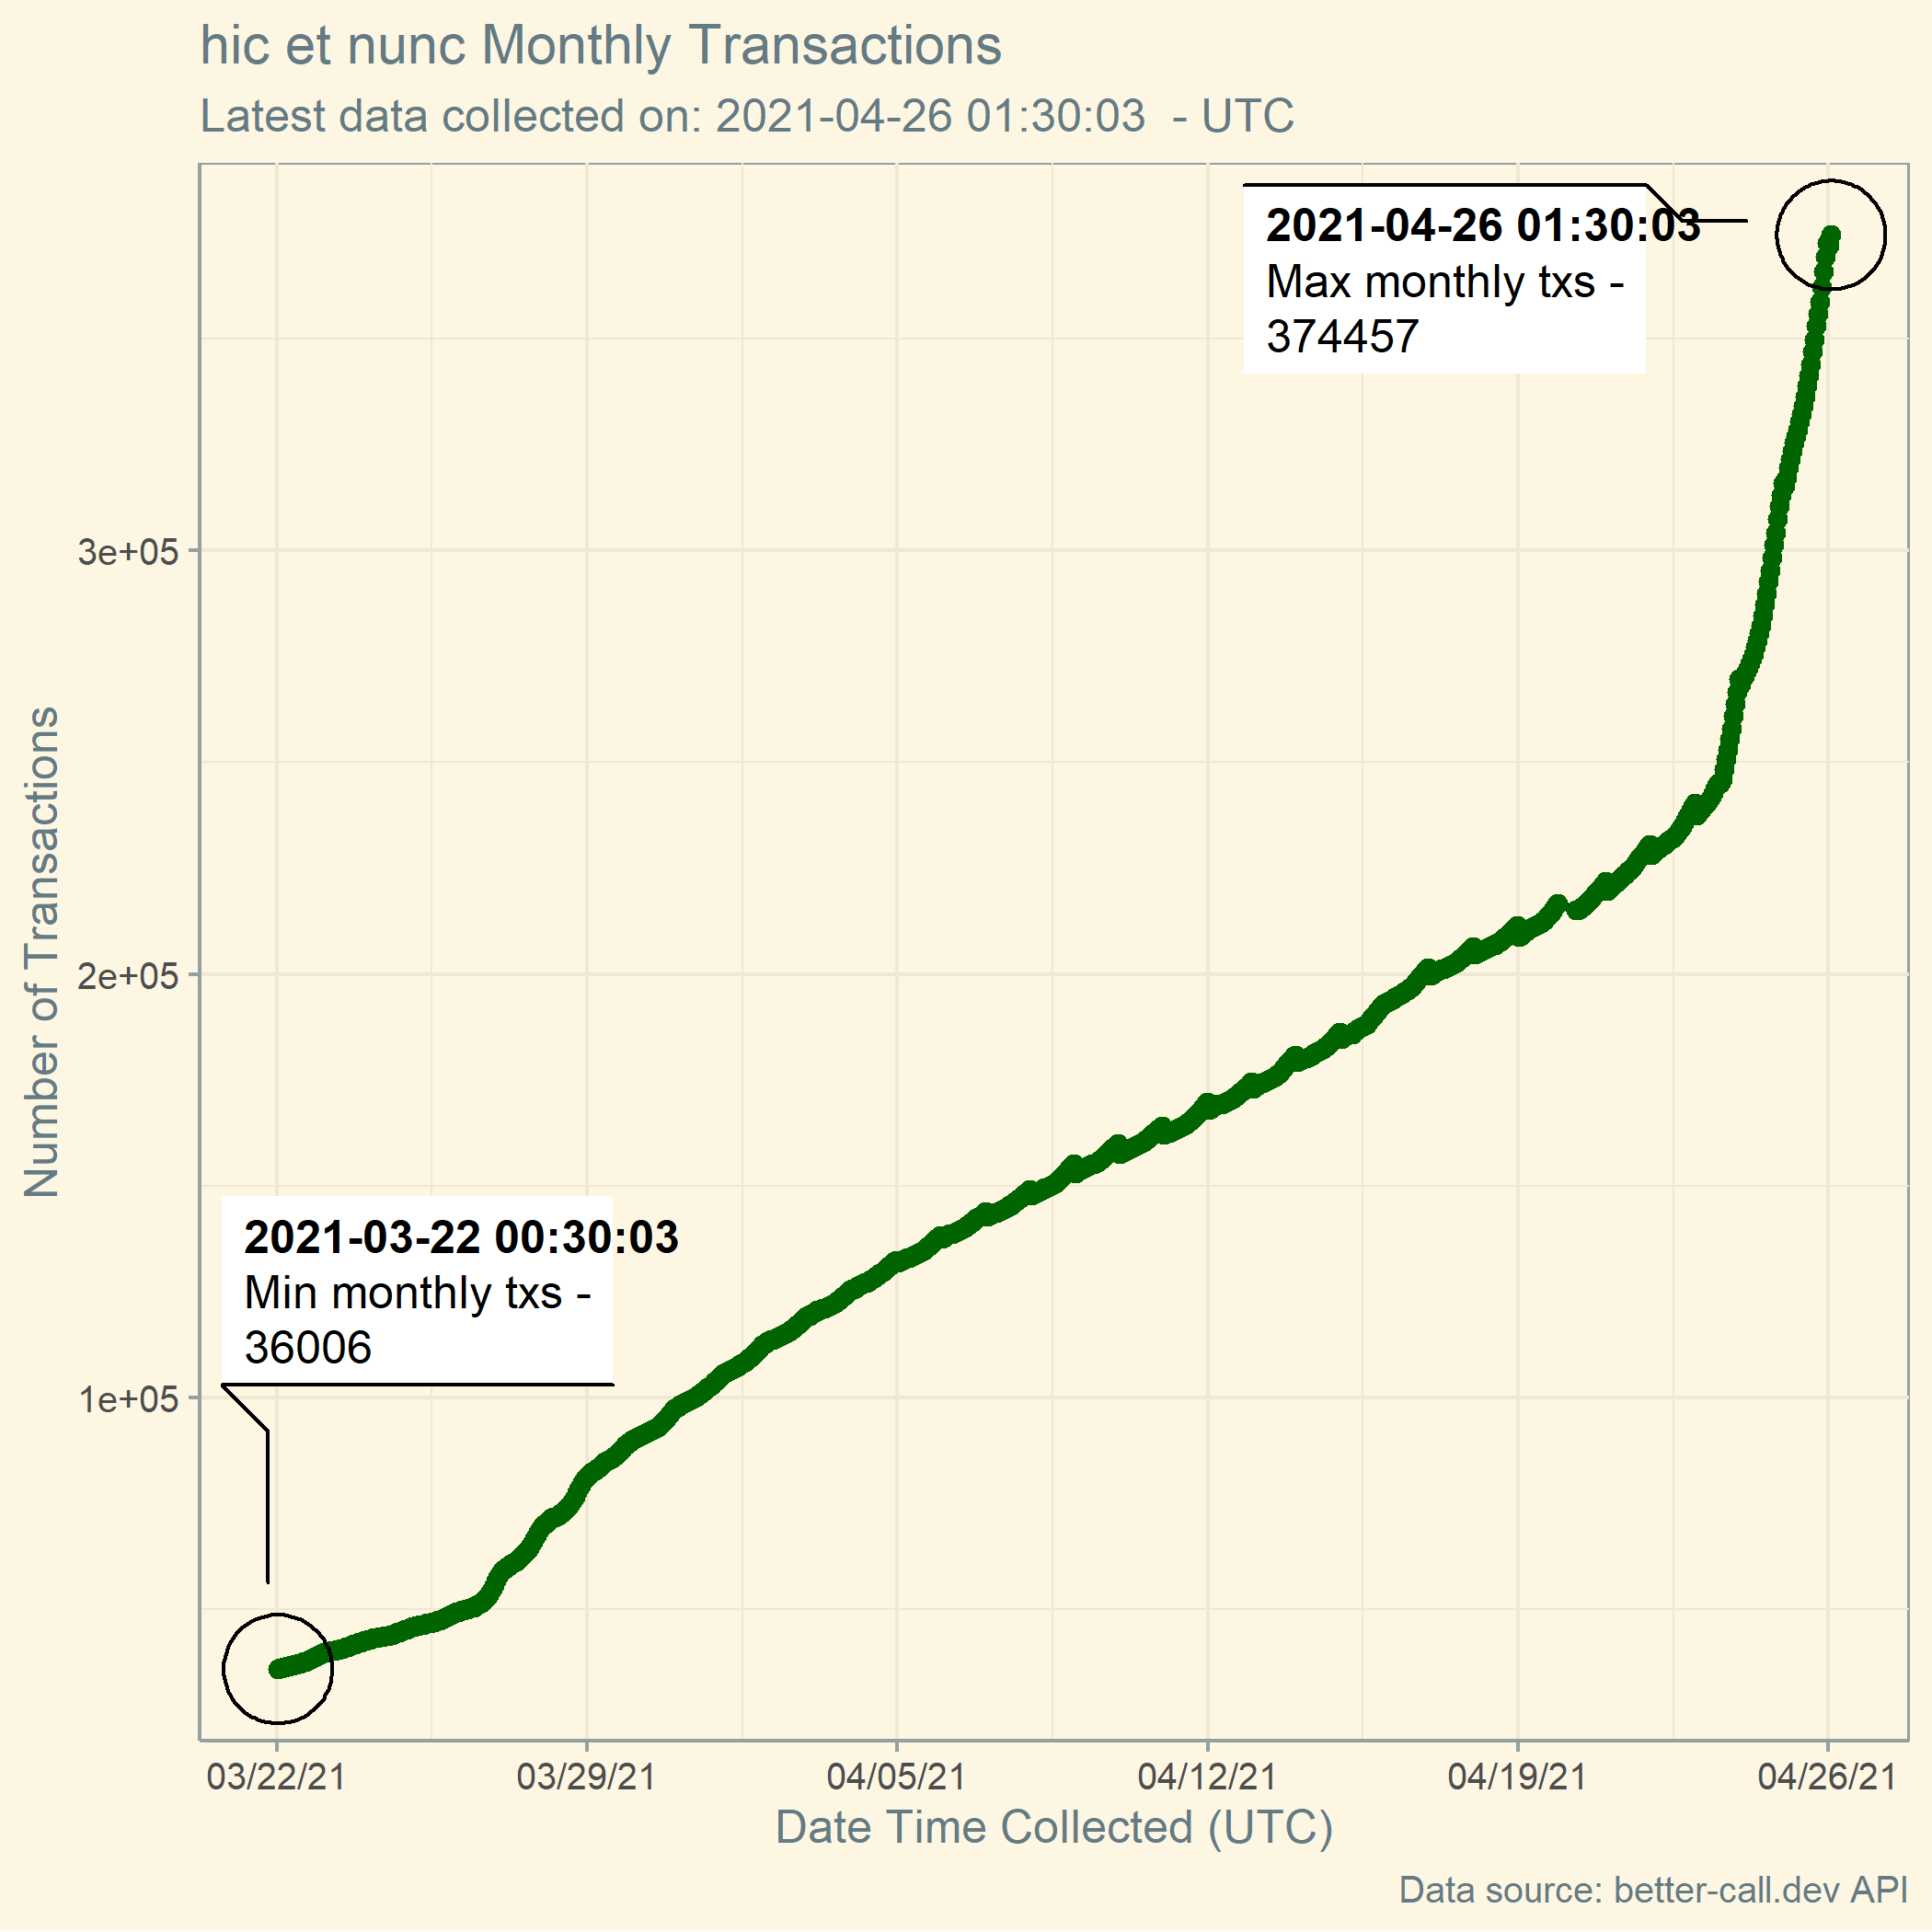 hic et nunc Monthly Transactions
Latest data collected on: 2021-04-26 01:30:03  - UTC
2021-04-26 01:30:03
Max monthly txs -
374457
3e+05
2e+05
1e+05
Number of Transactions
2021-03-22 00:30:03
Min monthly txs -
36006
03/22/21 03/29/21 04/05/21 04/12/21 04/19/21 04/26/21
Date Time Collected (UTC)
Data source: better-call.dev API